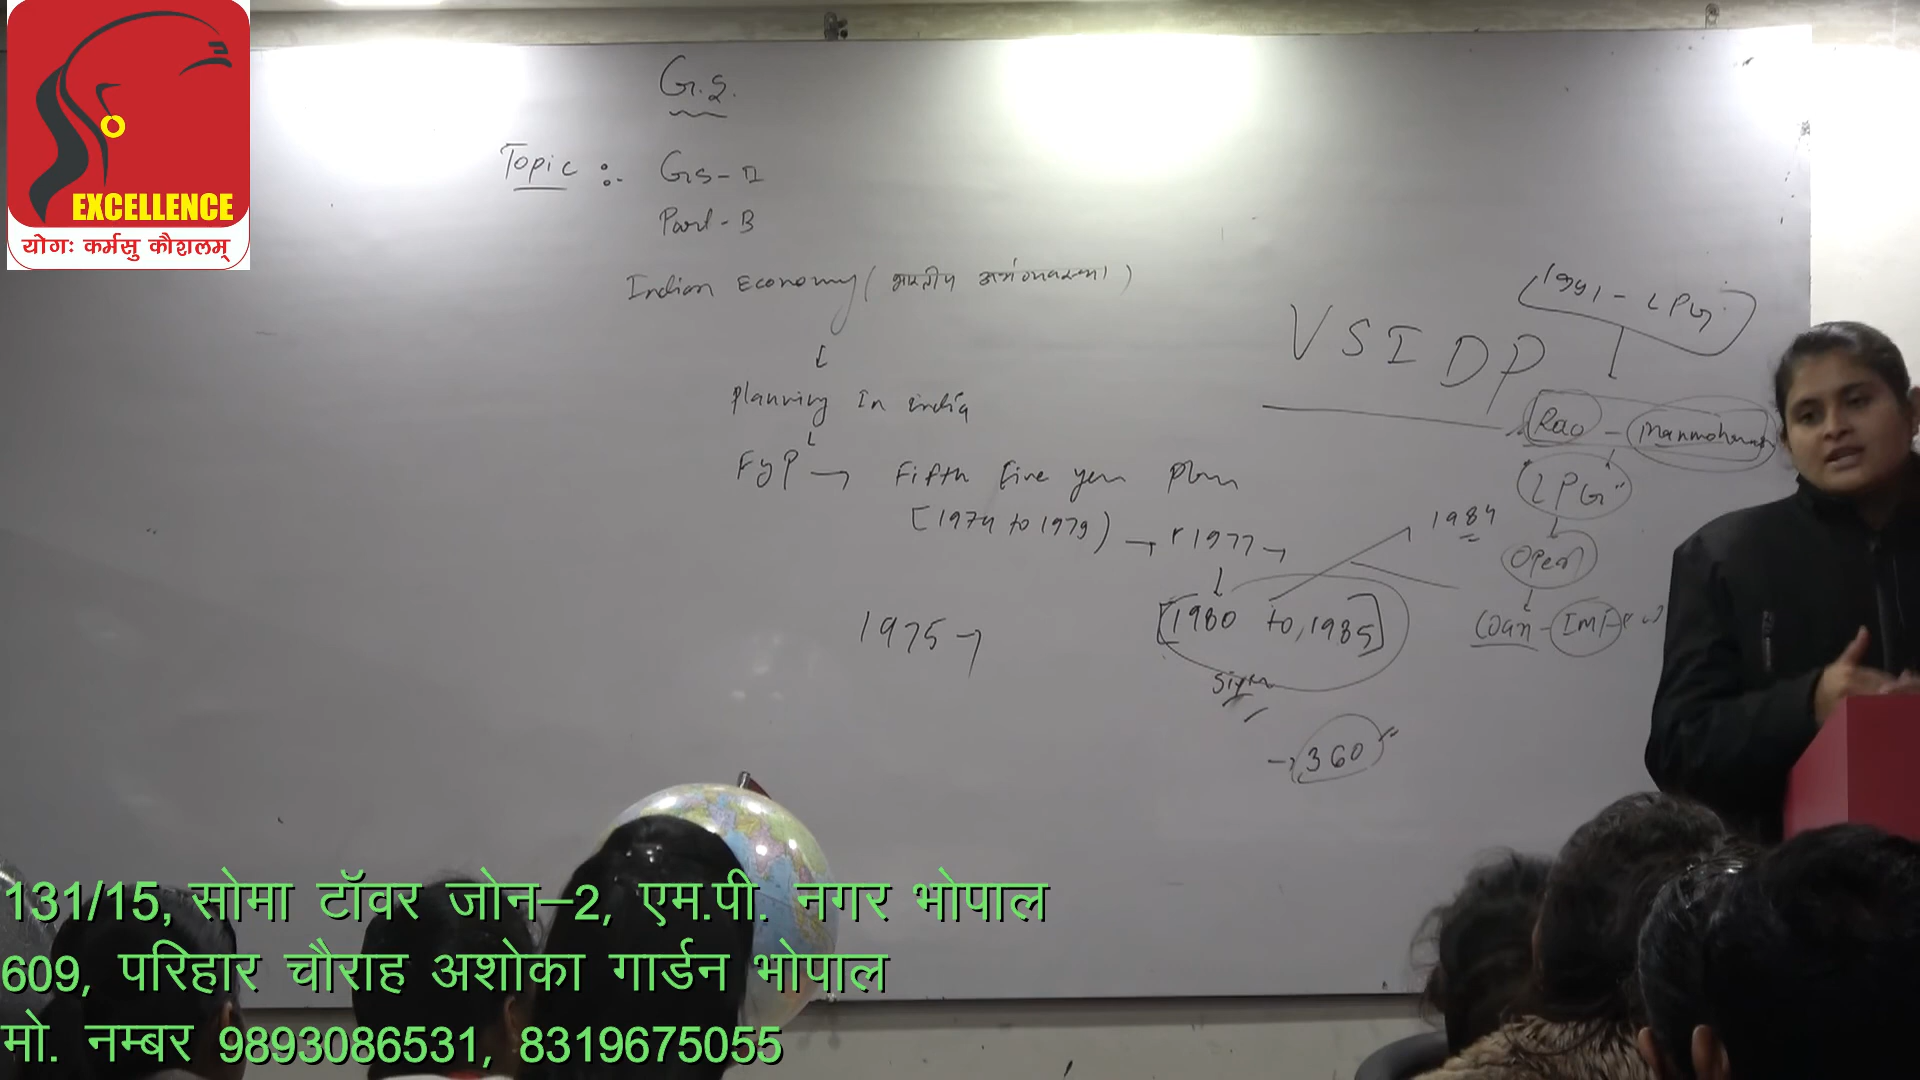 EXCELLENCE
योगः कर्मसु कौशलम्
G.S.
Topic :- GS-II
Part-B
Indian Economy (भारतीय अर्थव्यवस्था)
Planning In india
FyP → Fifth five year Plan
[1974 to 1979) → 1977 →
1975 →
[1980 to, 1985]
→ 360"
1984
VSIDP
1991 - LPG
Rao - manmohan
"LPG"
open
Loan - IMF
131/15, सोमा टॉवर जोन–2, एम.पी. नगर भोपाल
609, परिहार चौराह अशोका गार्डन भोपाल
मो. नम्बर 9893086531, 8319675055